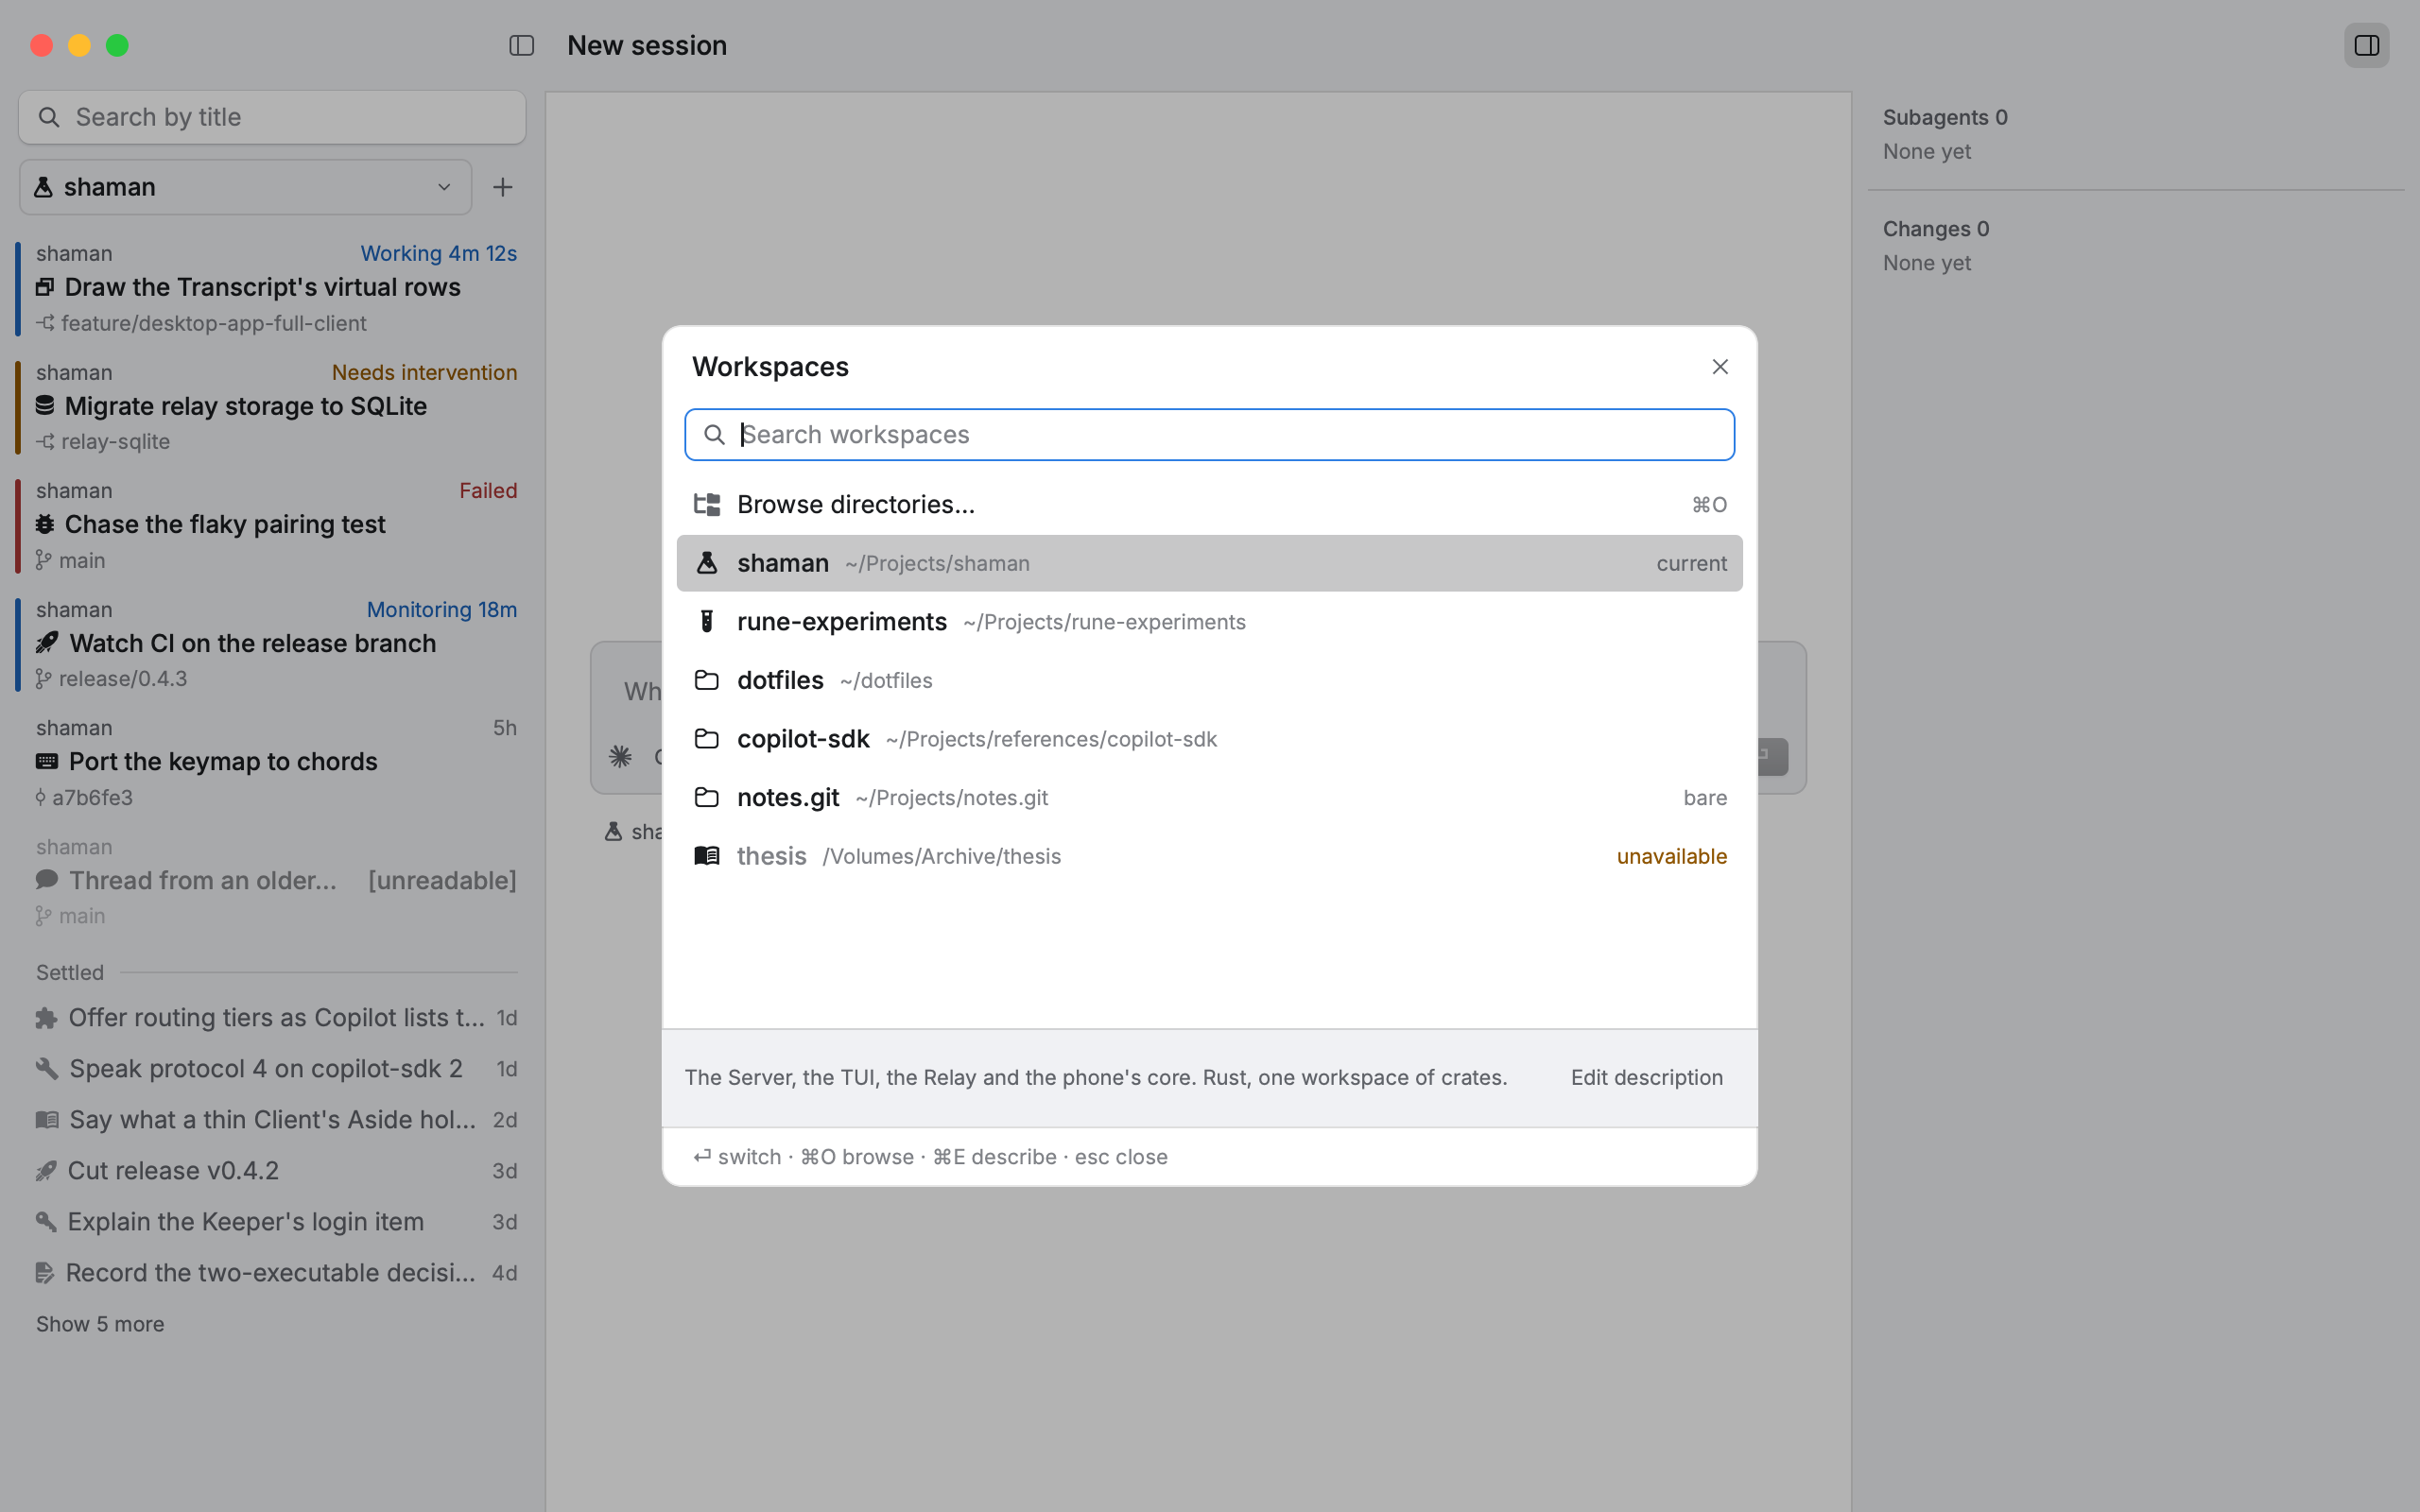 New session
Search by title
shaman
shaman Working 4m 12s
Draw the Transcript's virtual rows
feature/desktop-app-full-client
shaman Needs intervention
Migrate relay storage to SQLite
relay-sqlite
shaman Failed
Chase the flaky pairing test
main
shaman Monitoring 18m
Watch CI on the release branch
release/0.4.3
shaman 5h
Port the keymap to chords
a7b6fe3
shaman
Thread from an older... [unreadable]
main
Settled
Offer routing tiers as Copilot lists t... 1d
Speak protocol 4 on copilot-sdk 2 1d
Say what a thin Client's Aside hol... 2d
Cut release v0.4.2 3d
Explain the Keeper's login item 3d
Record the two-executable decisi... 4d
Show 5 more
Workspaces
Search workspaces
Browse directories... ⌘O
shaman ~/Projects/shaman current
rune-experiments ~/Projects/rune-experiments
dotfiles ~/dotfiles
copilot-sdk ~/Projects/references/copilot-sdk
notes.git ~/Projects/notes.git bare
thesis /Volumes/Archive/thesis unavailable
The Server, the TUI, the Relay and the phone's core. Rust, one workspace of crates. Edit description
⏎ switch · ⌘O browse · ⌘E describe · esc close
Subagents 0
None yet
Changes 0
None yet